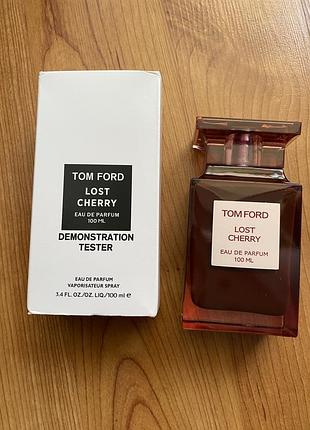 TOM FORD
LOST
CHERRY
EAU DE PARFUM
100 ML
DEMONSTRATION
TESTER
EAU DE PARFUM
VAPORISATEUR SPRAY
3.4 FL. OZ./OZ. LIQ/100 ml e
TOM FORD
LOST
CHERRY
EAU DE PARFUM
100 ML